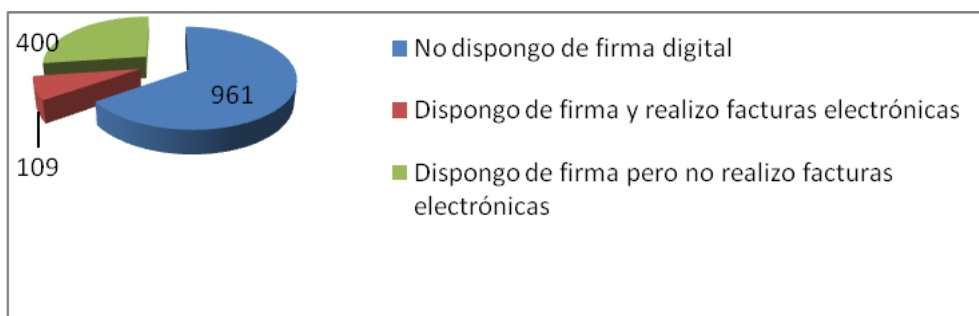 400
961
109
No dispongo de firma digital
Dispongo de firma y realizo facturas electrónicas
Dispongo de firma pero no realizo facturas
electrónicas